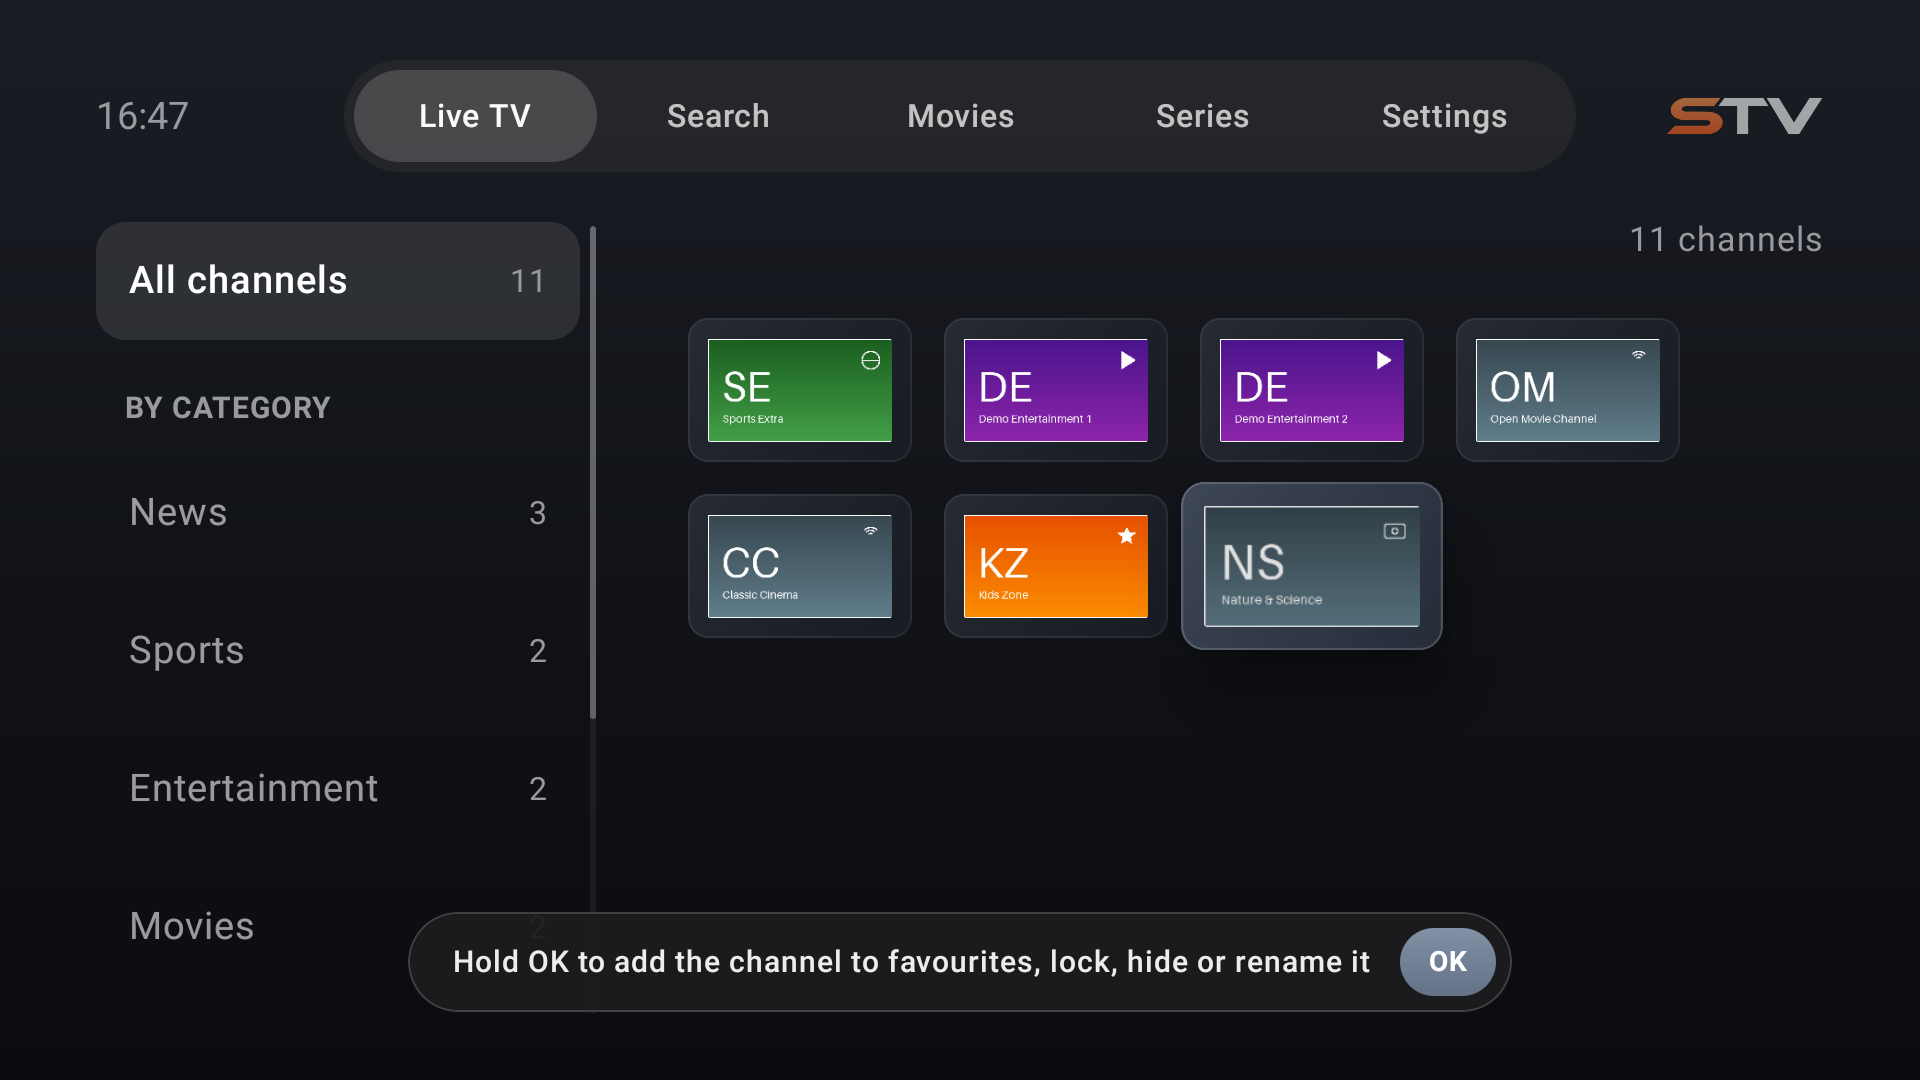 16:47
Live TV
Search
Movies
Series
Settings
STV
11 channels
All channels
11
BY CATEGORY
News
3
Sports
2
Entertainment
2
Movies
2
SE
Sports Extra
DE
Demo Entertainment 1
DE
Demo Entertainment 2
OM
Open Movie Channel
CC
Classic Cinema
KZ
Kids Zone
NS
Nature & Science
Hold OK to add the channel to favourites, lock, hide or rename it
OK